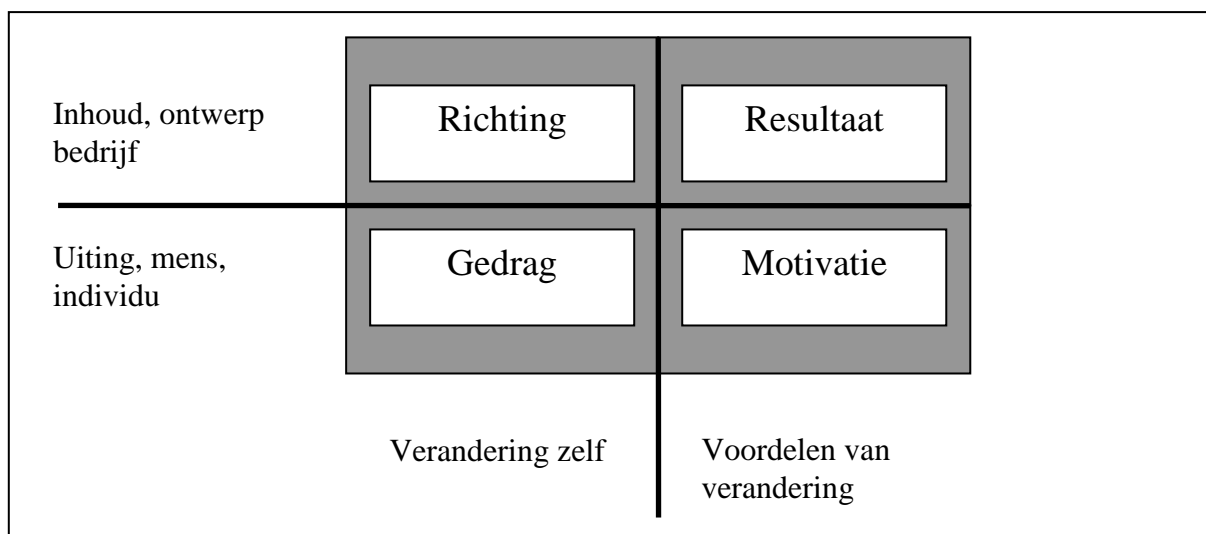 Inhoud, ontwerp
bedrijf
Richting
Resultaat
Uiting, mens,
individu
Gedrag
Motivatie
Verandering zelf
Voordelen van
verandering